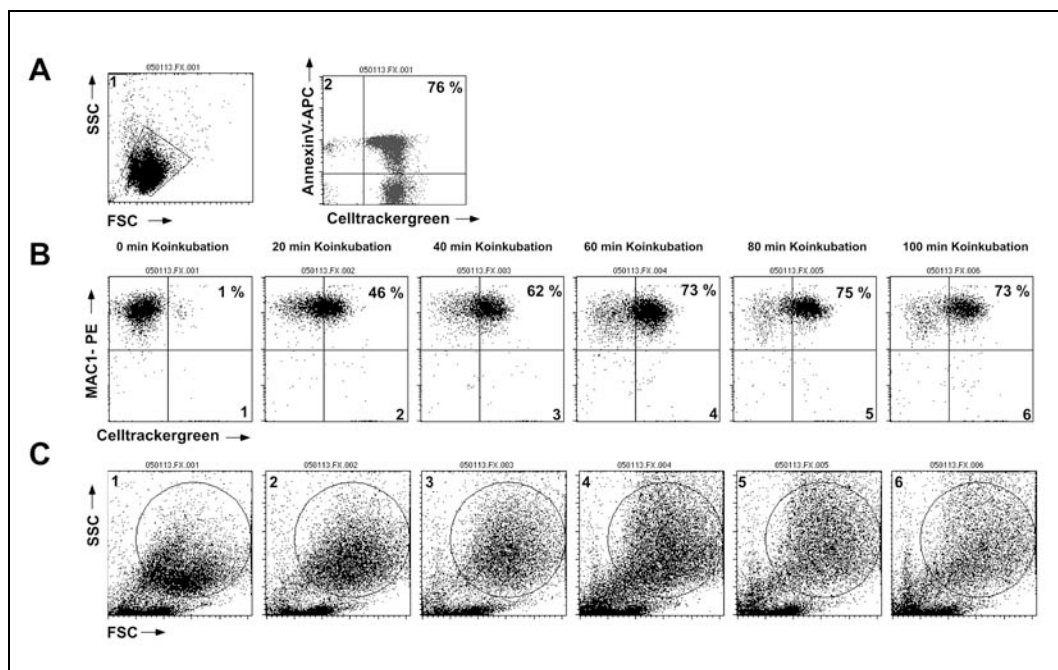 A
050113.FX.001
1
SSC
FSC
050113.FX.001
2
76 %
AnnexinV-APC
Celltrackergreen
B
0 min Koinkubation
20 min Koinkubation
40 min Koinkubation
60 min Koinkubation
80 min Koinkubation
100 min Koinkubation
050113.FX.001
050113.FX.002
050113.FX.003
050113.FX.004
050113.FX.005
050113.FX.006
1 %
46 %
62 %
73 %
75 %
73 %
MAC1- PE
1
2
3
4
5
6
Celltrackergreen
C
050113.FX.001
050113.FX.002
050113.FX.003
050113.FX.004
050113.FX.005
050113.FX.006
1
2
3
4
5
6
SSC
FSC